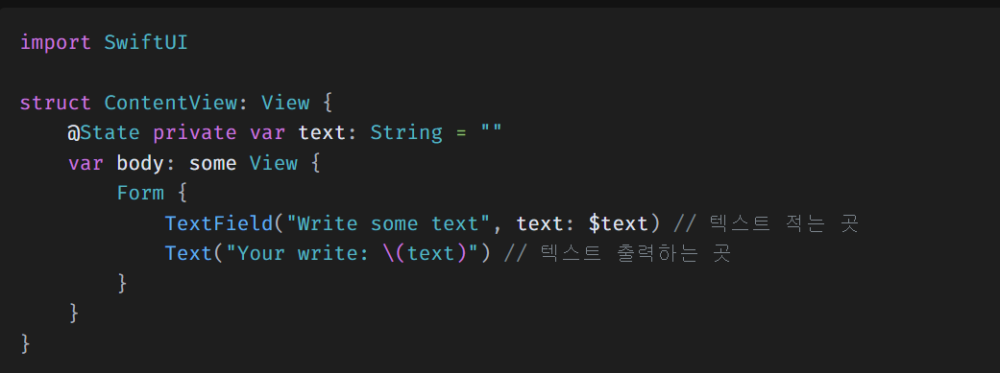 import SwiftUI
struct ContentView: View {
@State private var text: String = ""
var body: some View {
Form {
TextField("Write some text", text: $text) // 텍스트 적는 곳
Text("Your write: \(text)") // 텍스트 출력하는 곳
}
}
}